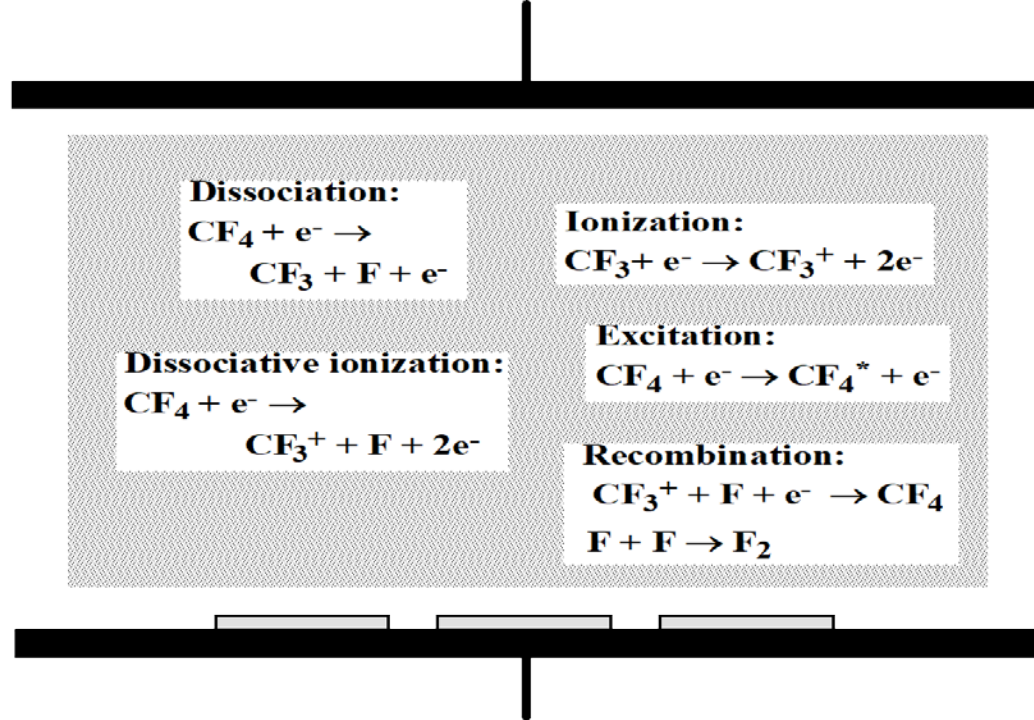 Dissociation:
CF₄ + e⁻ →
CF₃ + F + e⁻
Ionization:
CF₃+ e⁻ → CF₃⁺ + 2e⁻
Dissociative ionization:
CF₄ + e⁻ →
CF₃⁺ + F + 2e⁻
Excitation:
CF₄ + e⁻ → CF₄* + e⁻
Recombination:
CF₃⁺ + F + e⁻ → CF₄
F + F → F₂